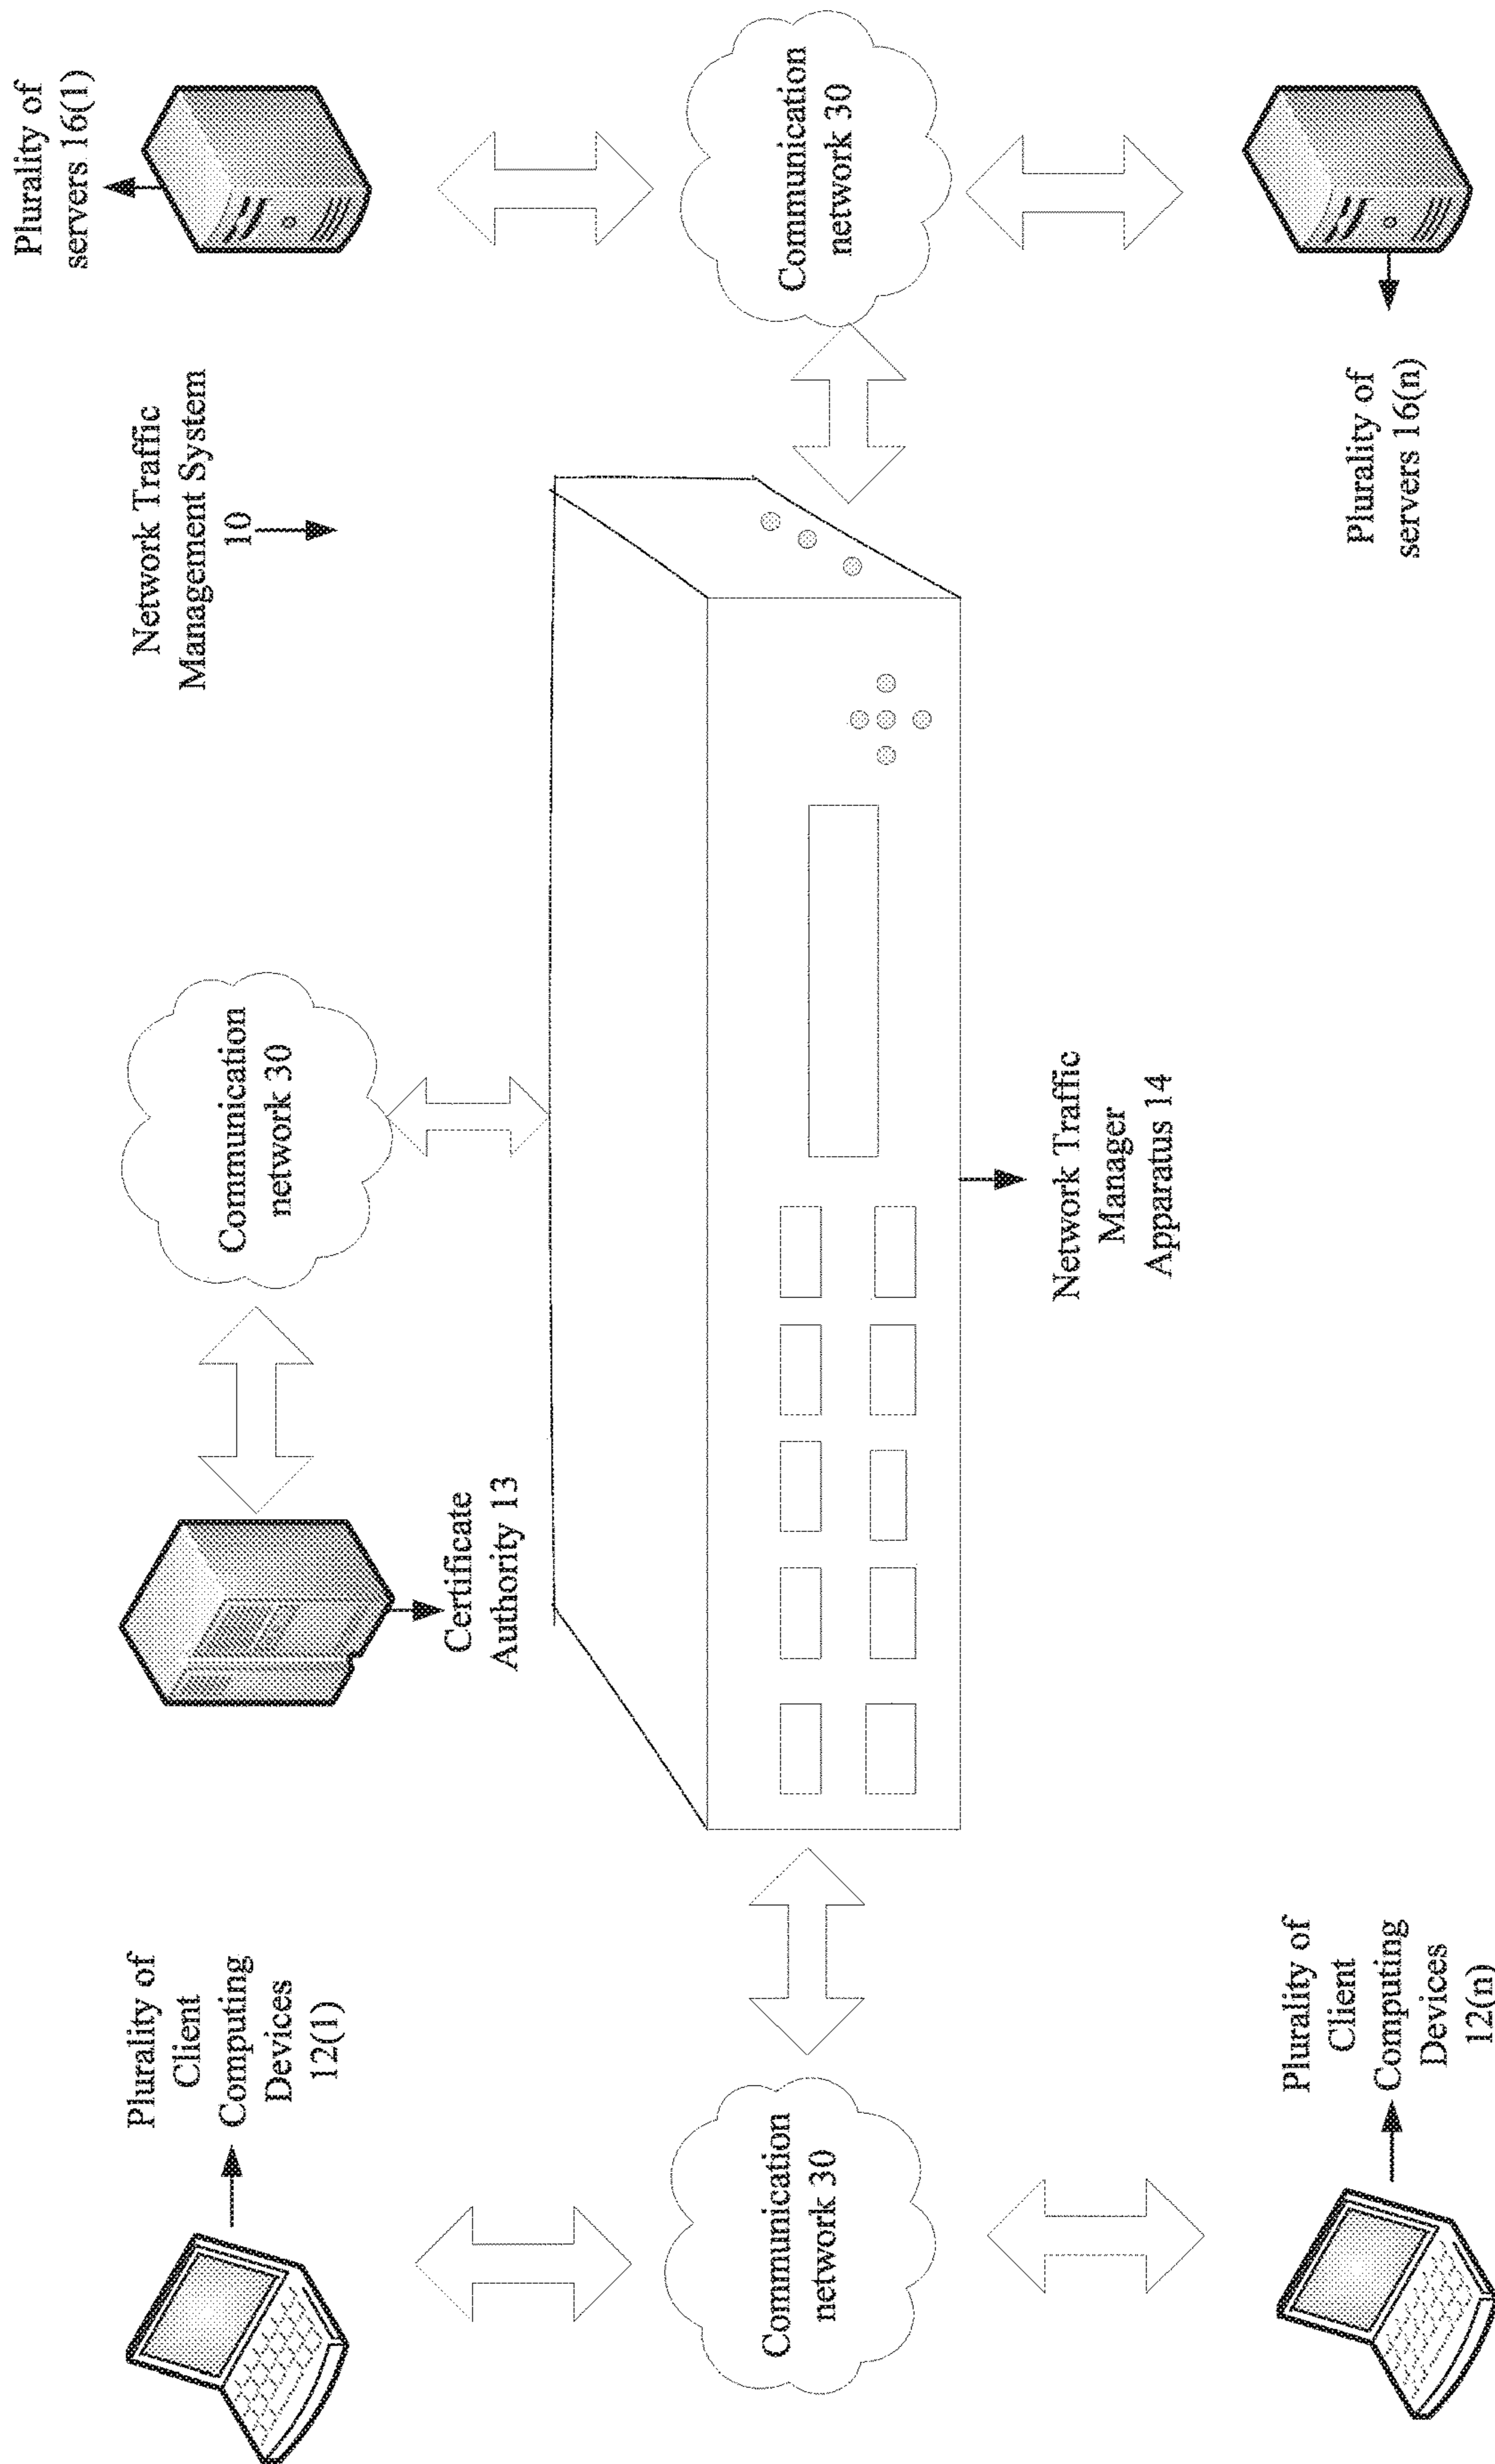 Network Traffic
Management System
10
Plurality of
Client
Computing
Devices
12(1)
Certificate
Authority 13
Communication
network 30
Plurality of
servers 16(1)
Communication
network 30
Communication
network 30
Network Traffic
Manager
Apparatus 14
Plurality of
Client
Computing
Devices
12(n)
Plurality of
servers 16(n)